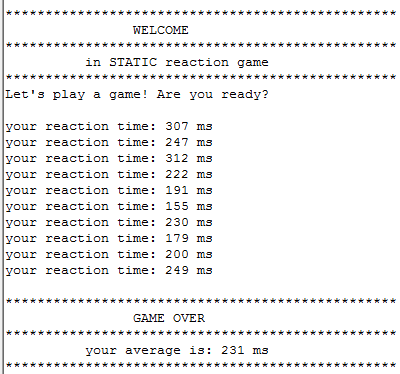 *************************************************
WELCOME
*************************************************
in STATIC reaction game
*************************************************
Let's play a game! Are you ready?
your reaction time: 307 ms
your reaction time: 247 ms
your reaction time: 312 ms
your reaction time: 222 ms
your reaction time: 191 ms
your reaction time: 155 ms
your reaction time: 230 ms
your reaction time: 179 ms
your reaction time: 200 ms
your reaction time: 249 ms
*************************************************
GAME OVER
*************************************************
your average is: 231 ms
*************************************************